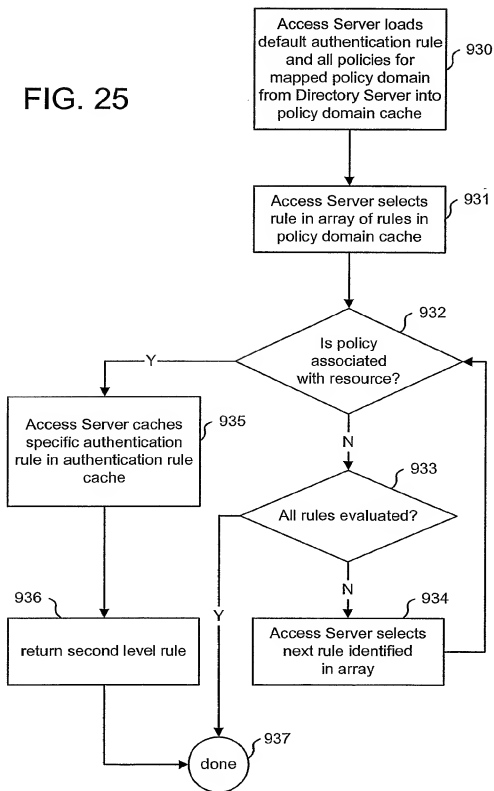 FIG. 25
Access Server loads
default authentication rule
and all policies for
mapped policy domain
from Directory Server into
policy domain cache
930
Access Server selects
rule in array of rules in
policy domain cache
931
932
Is
policy
associated
with resource?
Y
N
Access Server caches
specific authentication
rule in authentication rule
cache
935
933
All rules evaluated?
Y
N
936
return second level rule
934
Access Server selects
next rule identified
in array
937
done